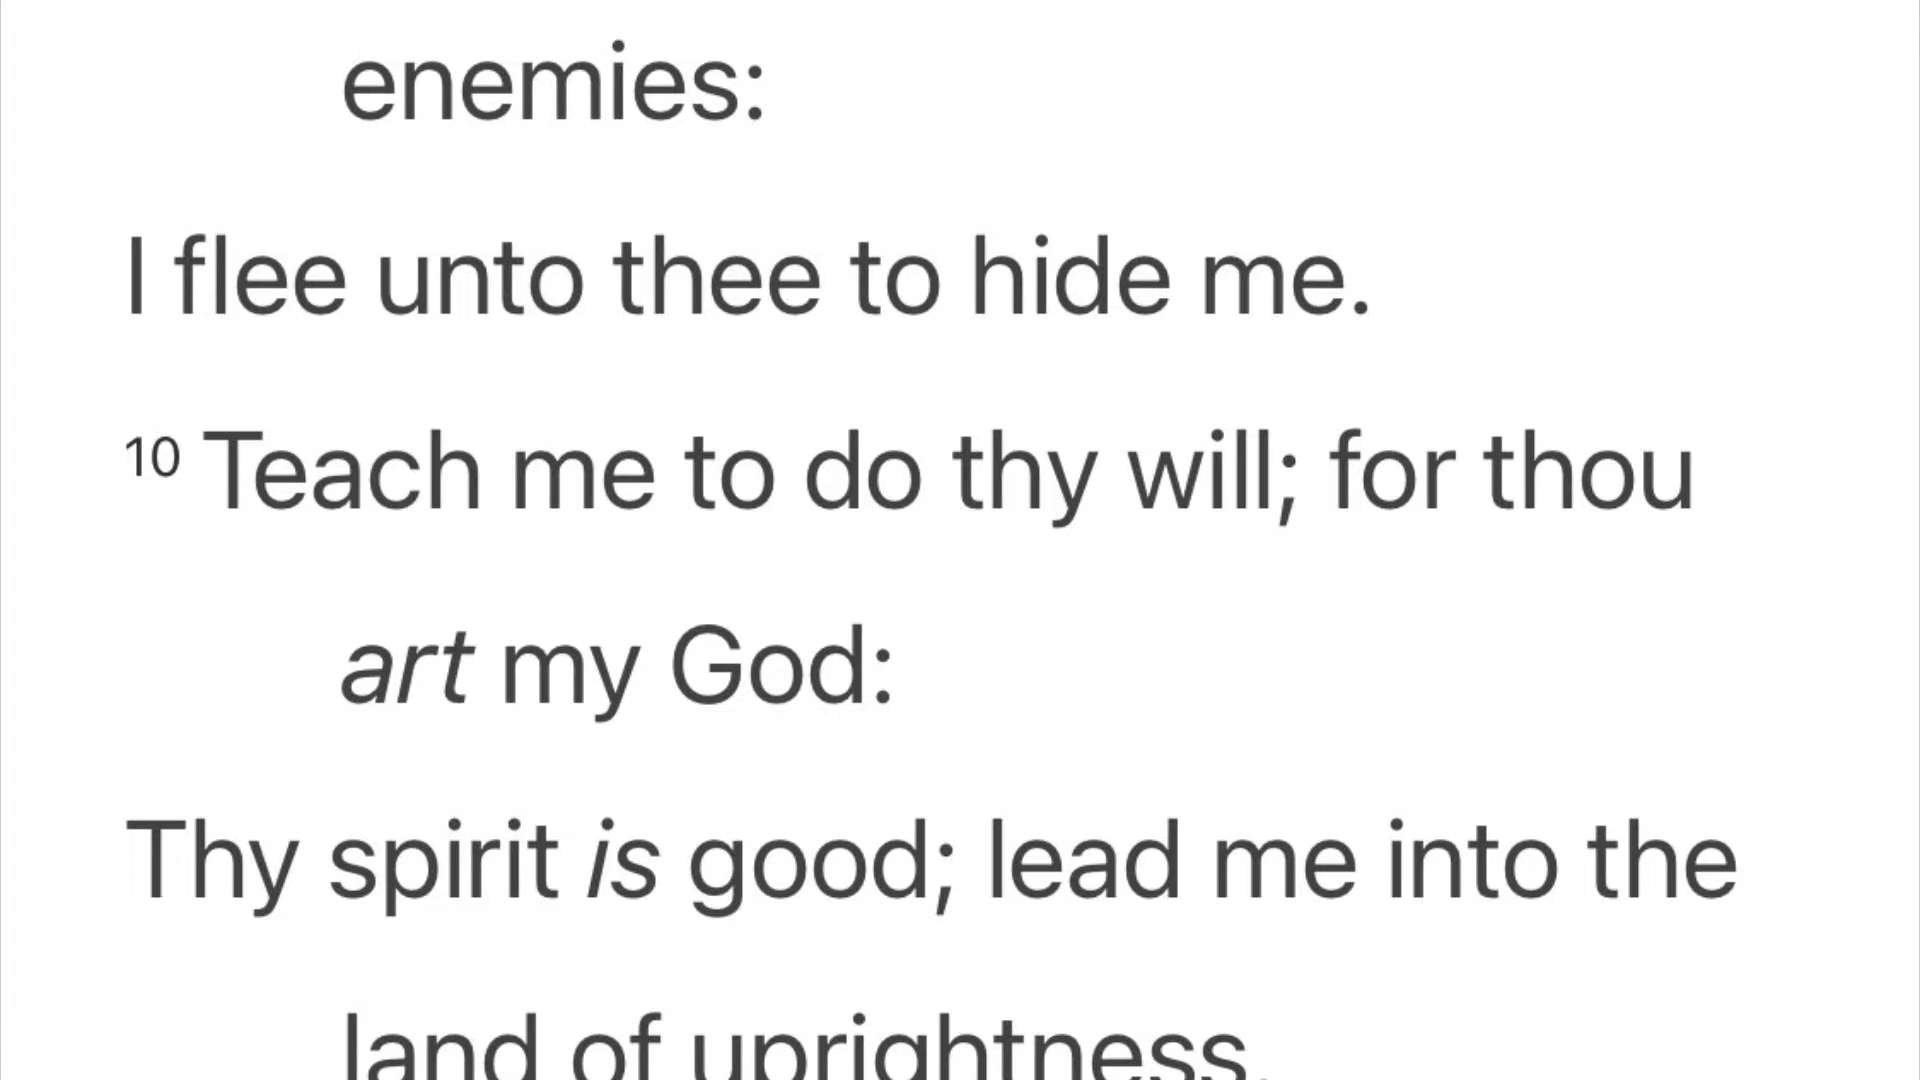 enemies:
I flee unto thee to hide me.
10 Teach me to do thy will; for thou
art my God:
Thy spirit is good; lead me into the
land of uprightness.